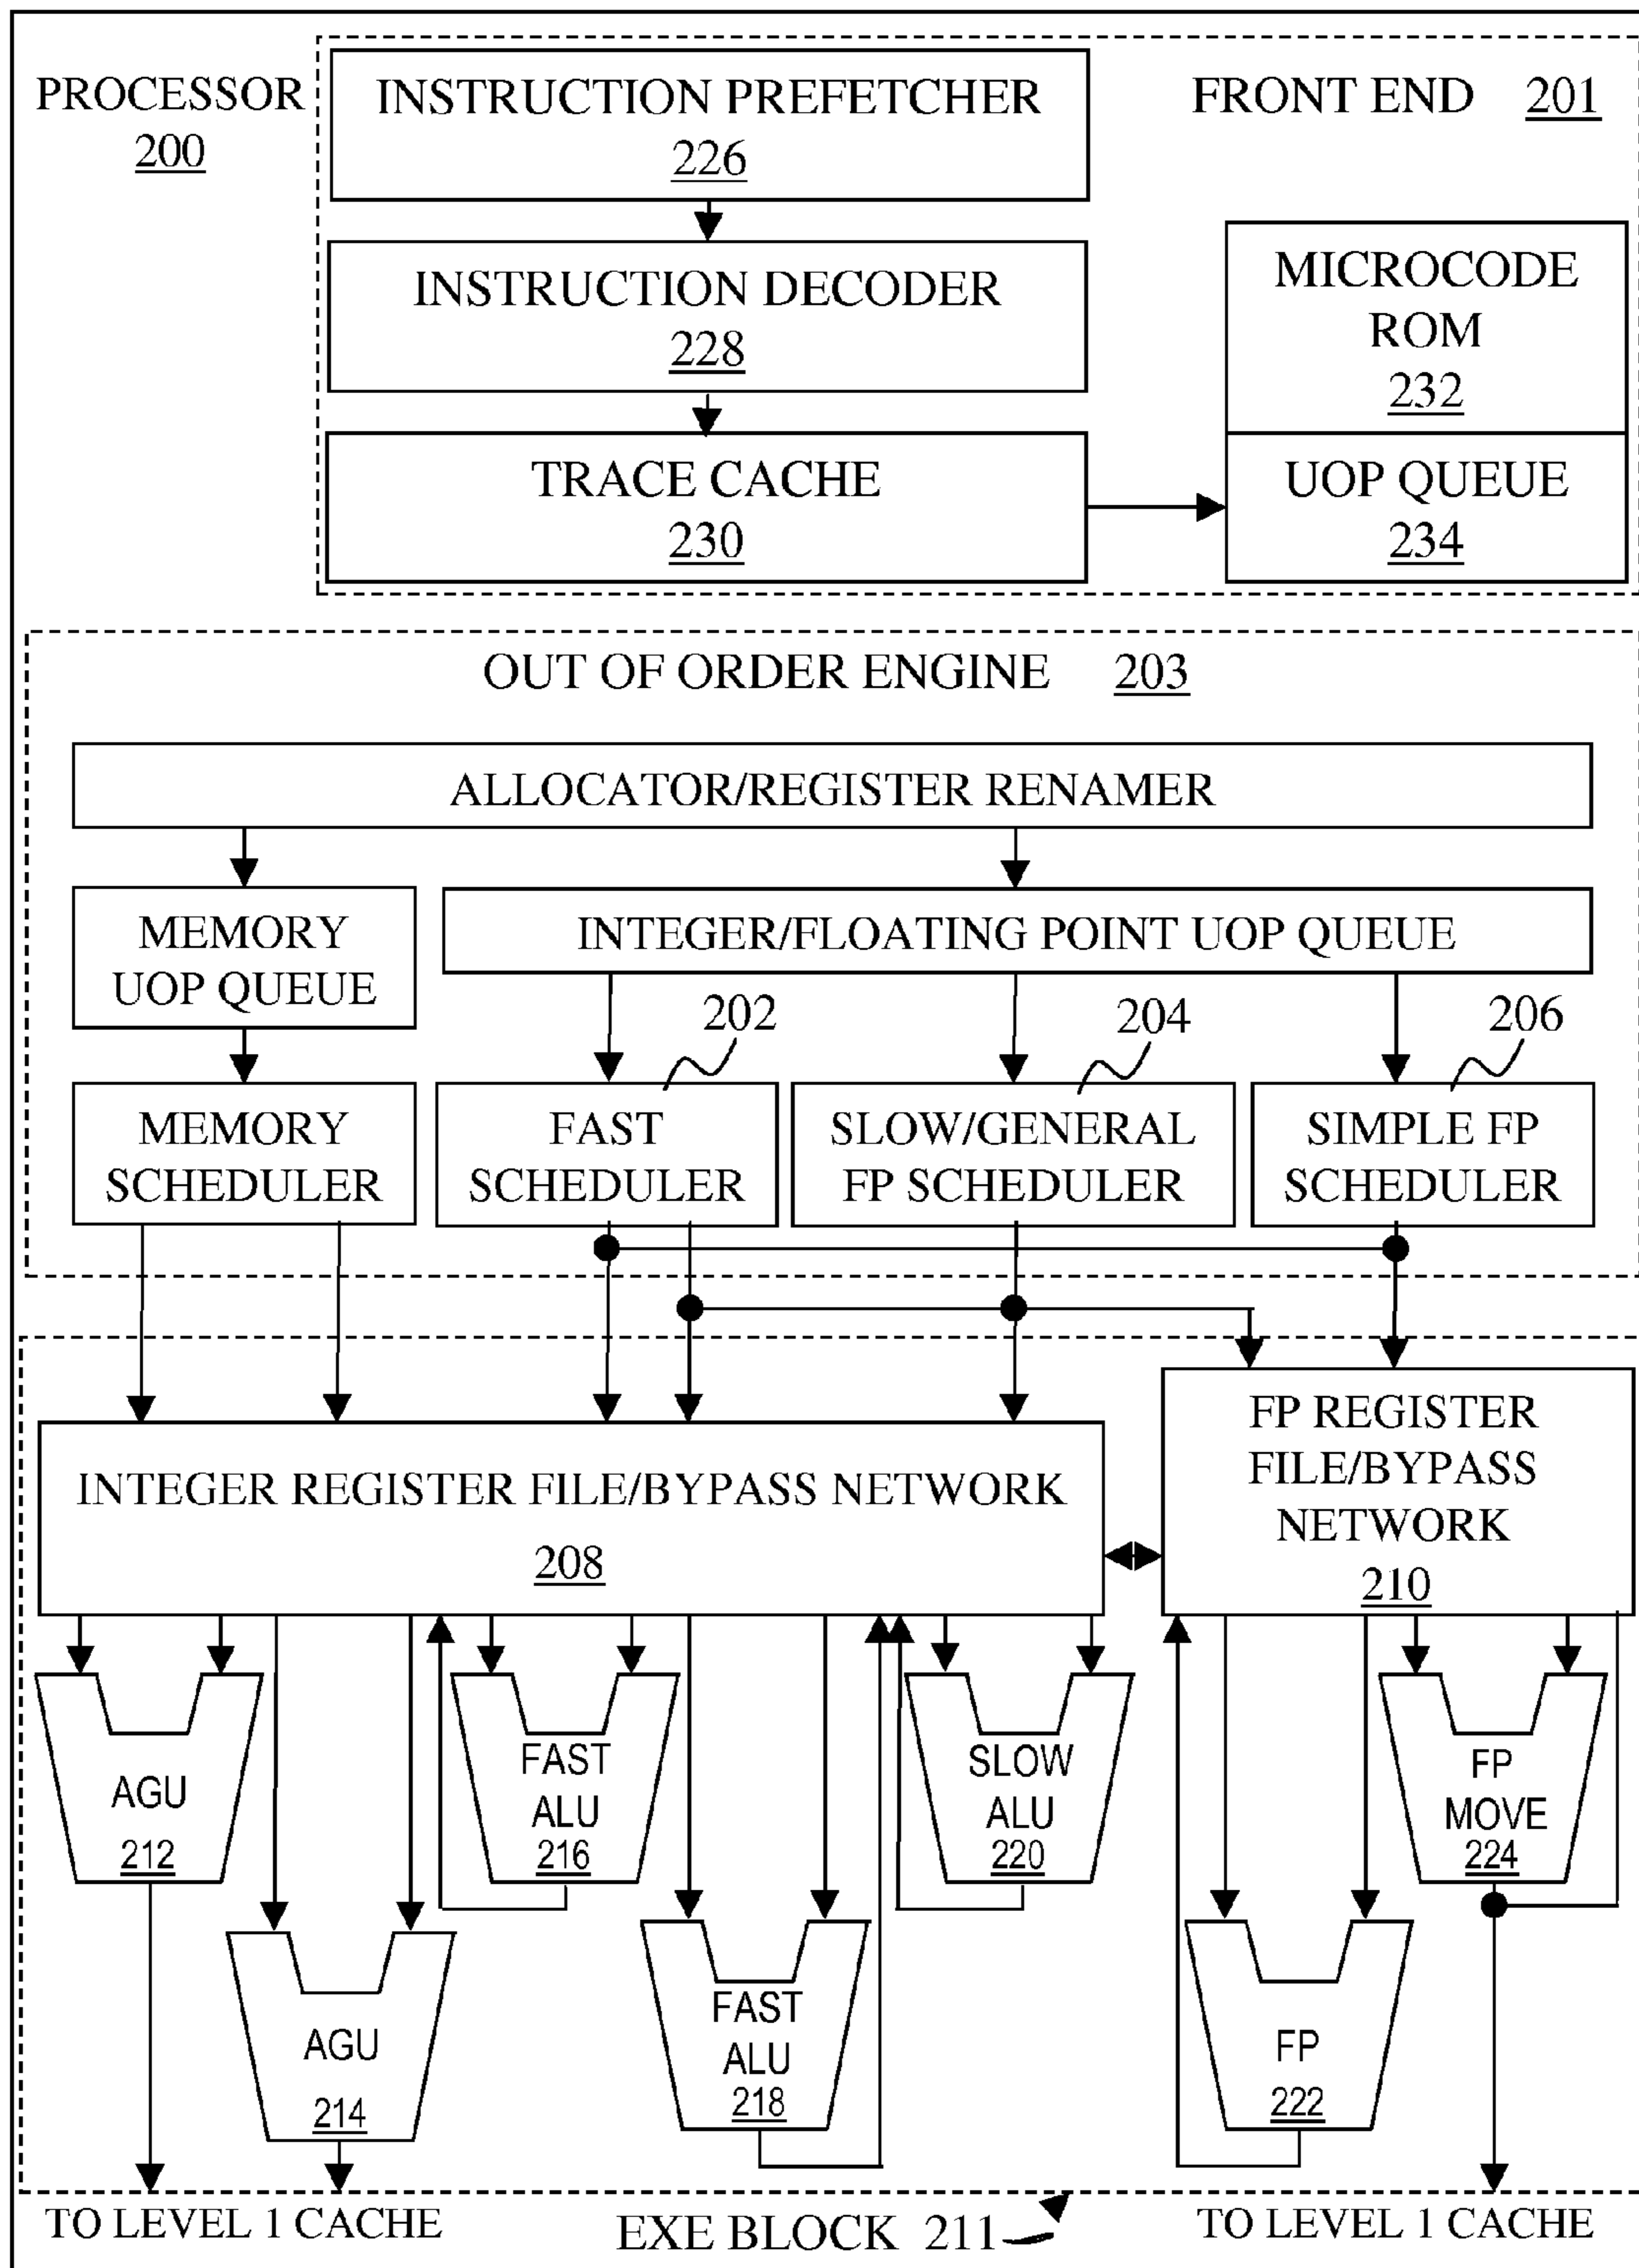 PROCESSOR
200
INSTRUCTION PREFETCHER
226
FRONT END 201
INSTRUCTION DECODER
228
MICROCODE
ROM
232
TRACE CACHE
230
UOP QUEUE
234
OUT OF ORDER ENGINE 203
ALLOCATOR/REGISTER RENAMER
MEMORY
UOP QUEUE
INTEGER/FLOATING POINT UOP QUEUE
202
204
206
MEMORY
SCHEDULER
FAST
SCHEDULER
SLOW/GENERAL
FP SCHEDULER
SIMPLE FP
SCHEDULER
INTEGER REGISTER FILE/BYPASS NETWORK
208
FP REGISTER
FILE/BYPASS
NETWORK
210
AGU
212
FAST
ALU
216
SLOW
ALU
220
FP
MOVE
224
AGU
214
FAST
ALU
218
FP
222
TO LEVEL 1 CACHE
EXE BLOCK 211
TO LEVEL 1 CACHE